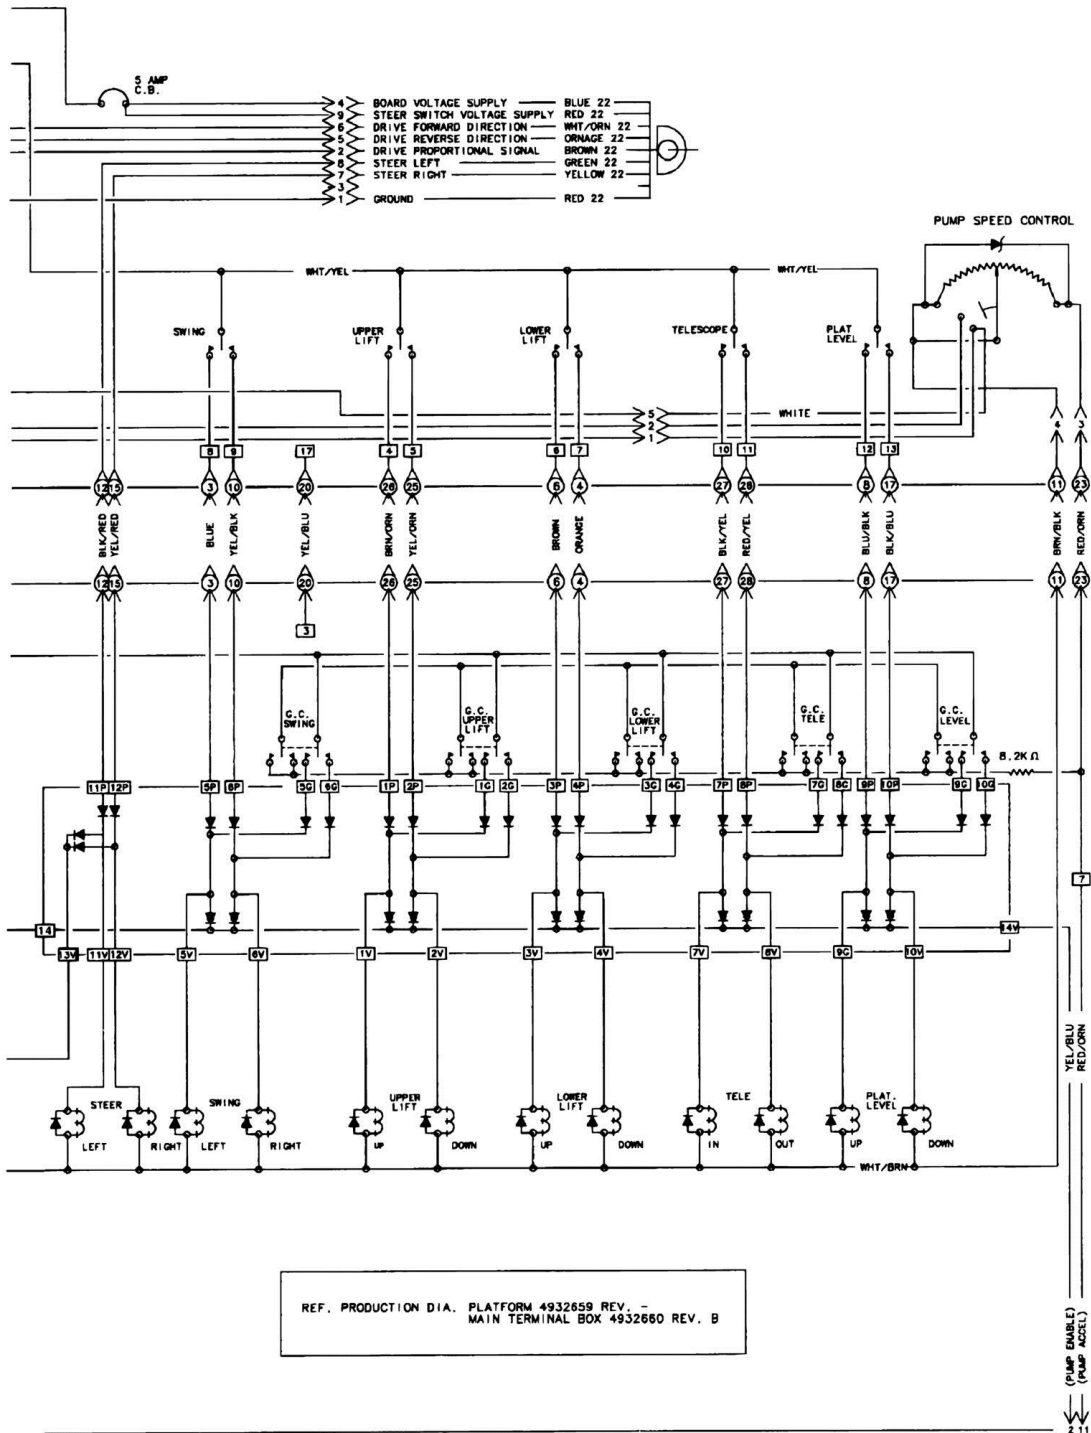 5 AMP
C.B.
4 BOARD VOLTAGE SUPPLY BLUE 22
9 STEER SWITCH VOLTAGE SUPPLY RED 22
6 DRIVE FORWARD DIRECTION WHT/ORN 22
5 DRIVE REVERSE DIRECTION ORNAGE 22
2 DRIVE PROPORTIONAL SIGNAL BROWN 22
8 STEER LEFT GREEN 22
7 STEER RIGHT YELLOW 22
3
1 GROUND RED 22
PUMP SPEED CONTROL
WHT/YEL WHT/YEL
SWING UPPER LIFT LOWER LIFT TELESCOPE PLAT LEVEL
5 WHITE
2
1
4 3
8 9 17 4 5 6 7 10 11 12 13
12 15 3 10 20 26 25 6 4 27 28 8 17 11 23
BLK/RED YEL/RED BLUE YEL/BLK YEL/BLU BRN/ORN YEL/ORN BROWN ORANGE BLK/YEL RED/YEL BLU/BLK BLK/BLU BRN/BLK RED/ORN
12 15 3 10 20 26 25 6 4 27 28 8 17 11 23
3
G.C. SWING G.C. UPPER LIFT G.C. LOWER LIFT G.C. TELE G.C. LEVEL
8.2K Ω
11P 12P 5P 6P 5G 6G 1P 2P 1G 2G 3P 4P 3G 4G 7P 8P 7G 8G 9P 10P 9G 10G
7
14 14V
13V 11V 12V 5V 6V 1V 2V 3V 4V 7V 8V 9G 10V
YEL/BLU
RED/ORN
STEER SWING UPPER LIFT LOWER LIFT TELE PLAT. LEVEL
LEFT RIGHT LEFT RIGHT UP DOWN UP DOWN IN OUT UP DOWN
WHT/BRN
REF. PRODUCTION DIA. PLATFORM 4932659 REV. -
MAIN TERMINAL BOX 4932660 REV. B
(PUMP ENABLE)
(PUMP ACCEL)
2 11